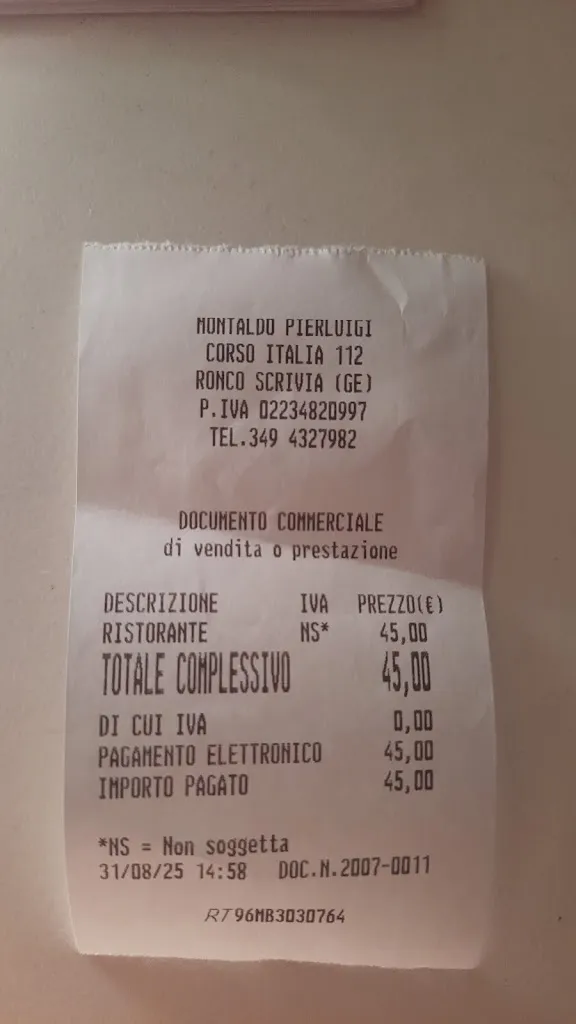 MONTALDO PIERLUIGI
CORSO ITALIA 112
RONCO SCRIVIA (GE)
P.IVA 02234820997
TEL.349 4327982
DOCUMENTO COMMERCIALE
di vendita o prestazione
DESCRIZIONE IVA PREZZO(€)
RISTORANTE NS* 45,00
TOTALE COMPLESSIVO 45,00
DI CUI IVA 0,00
PAGAMENTO ELETTRONICO 45,00
IMPORTO PAGATO 45,00
*NS = Non soggetta
31/08/25 14:58 DOC.N.2007-0011
RT 96MB3030764